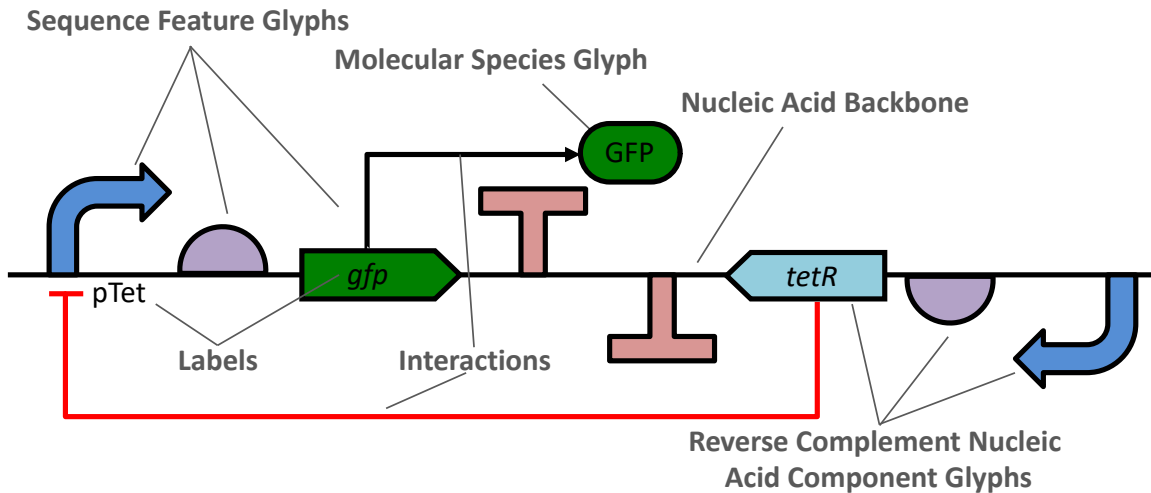 Sequence Feature Glyphs
Molecular Species Glyph
Nucleic Acid Backbone
GFP
gfp
tetR
pTet
Labels
Interactions
Reverse Complement Nucleic
Acid Component Glyphs